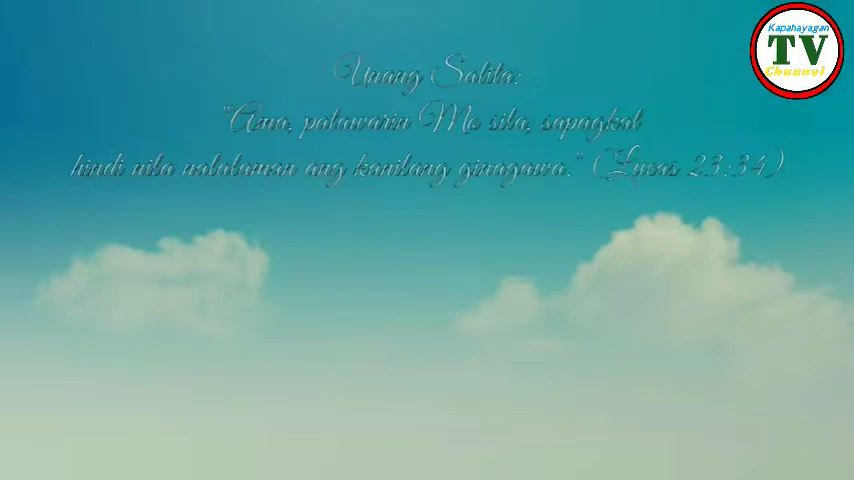 Unang Salita:
"Ama, patawarin Mo sila, sapagkat
hindi nila nalalaman ang kanilang ginagawa." (Lucas 23:34)
Kapahayagan
TV
Channel